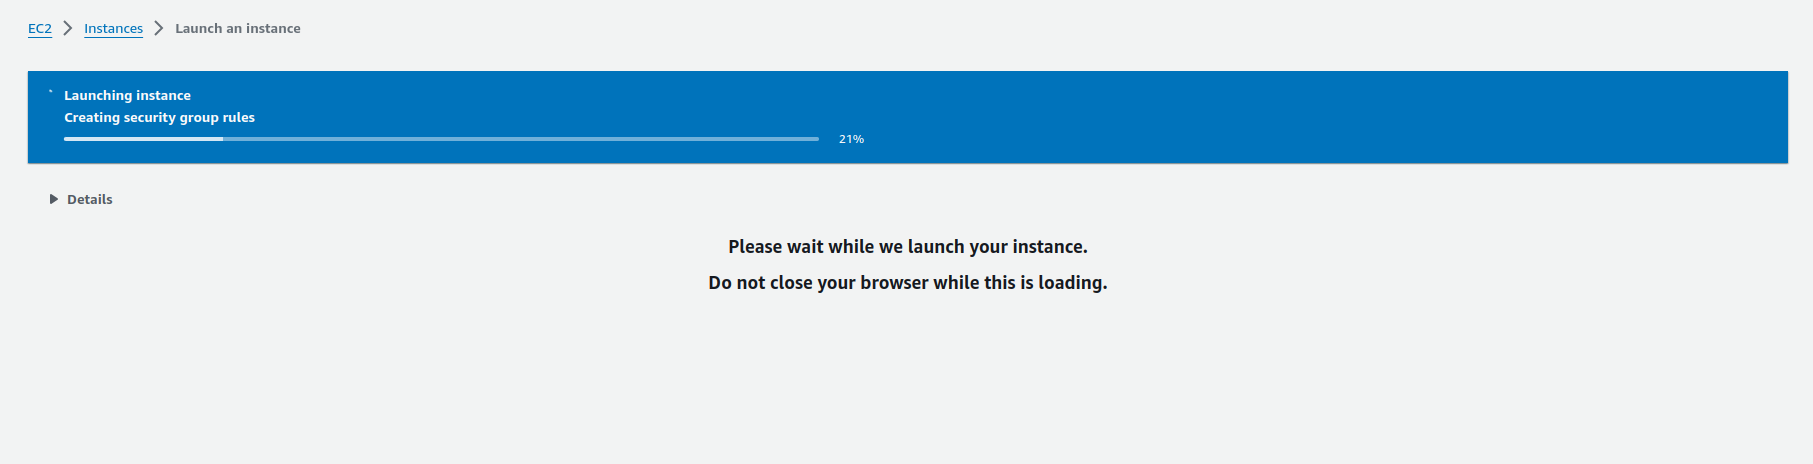 EC2 Instances Launch an instance
Launching instance
Creating security group rules
21%
Details
Please wait while we launch your instance.
Do not close your browser while this is loading.